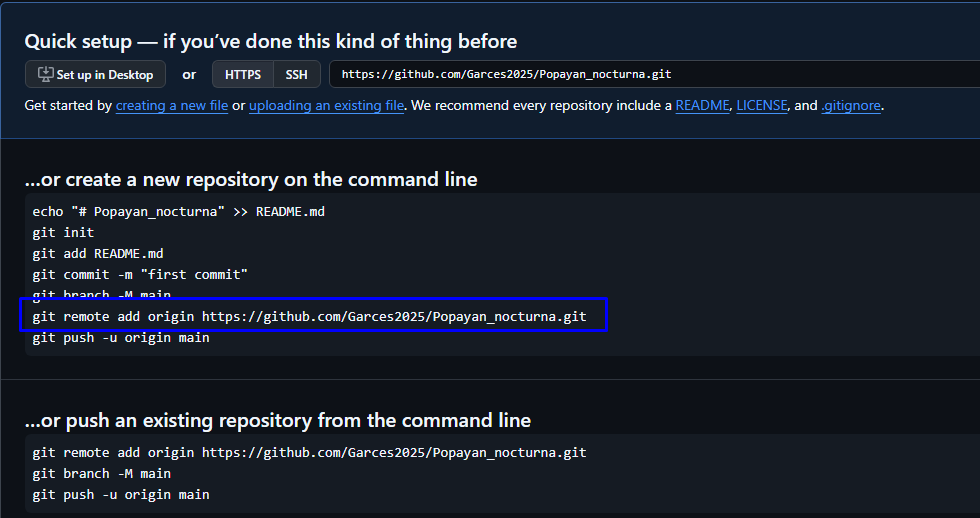 Quick setup — if you’ve done this kind of thing before
Set up in Desktop or HTTPS SSH https://github.com/Garces2025/Popayan_nocturna.git
Get started by creating a new file or uploading an existing file. We recommend every repository include a README, LICENSE, and .gitignore.
…or create a new repository on the command line
echo "# Popayan_nocturna" >> README.md
git init
git add README.md
git commit -m "first commit"
git branch -M main
git remote add origin https://github.com/Garces2025/Popayan_nocturna.git
git push -u origin main
…or push an existing repository from the command line
git remote add origin https://github.com/Garces2025/Popayan_nocturna.git
git branch -M main
git push -u origin main